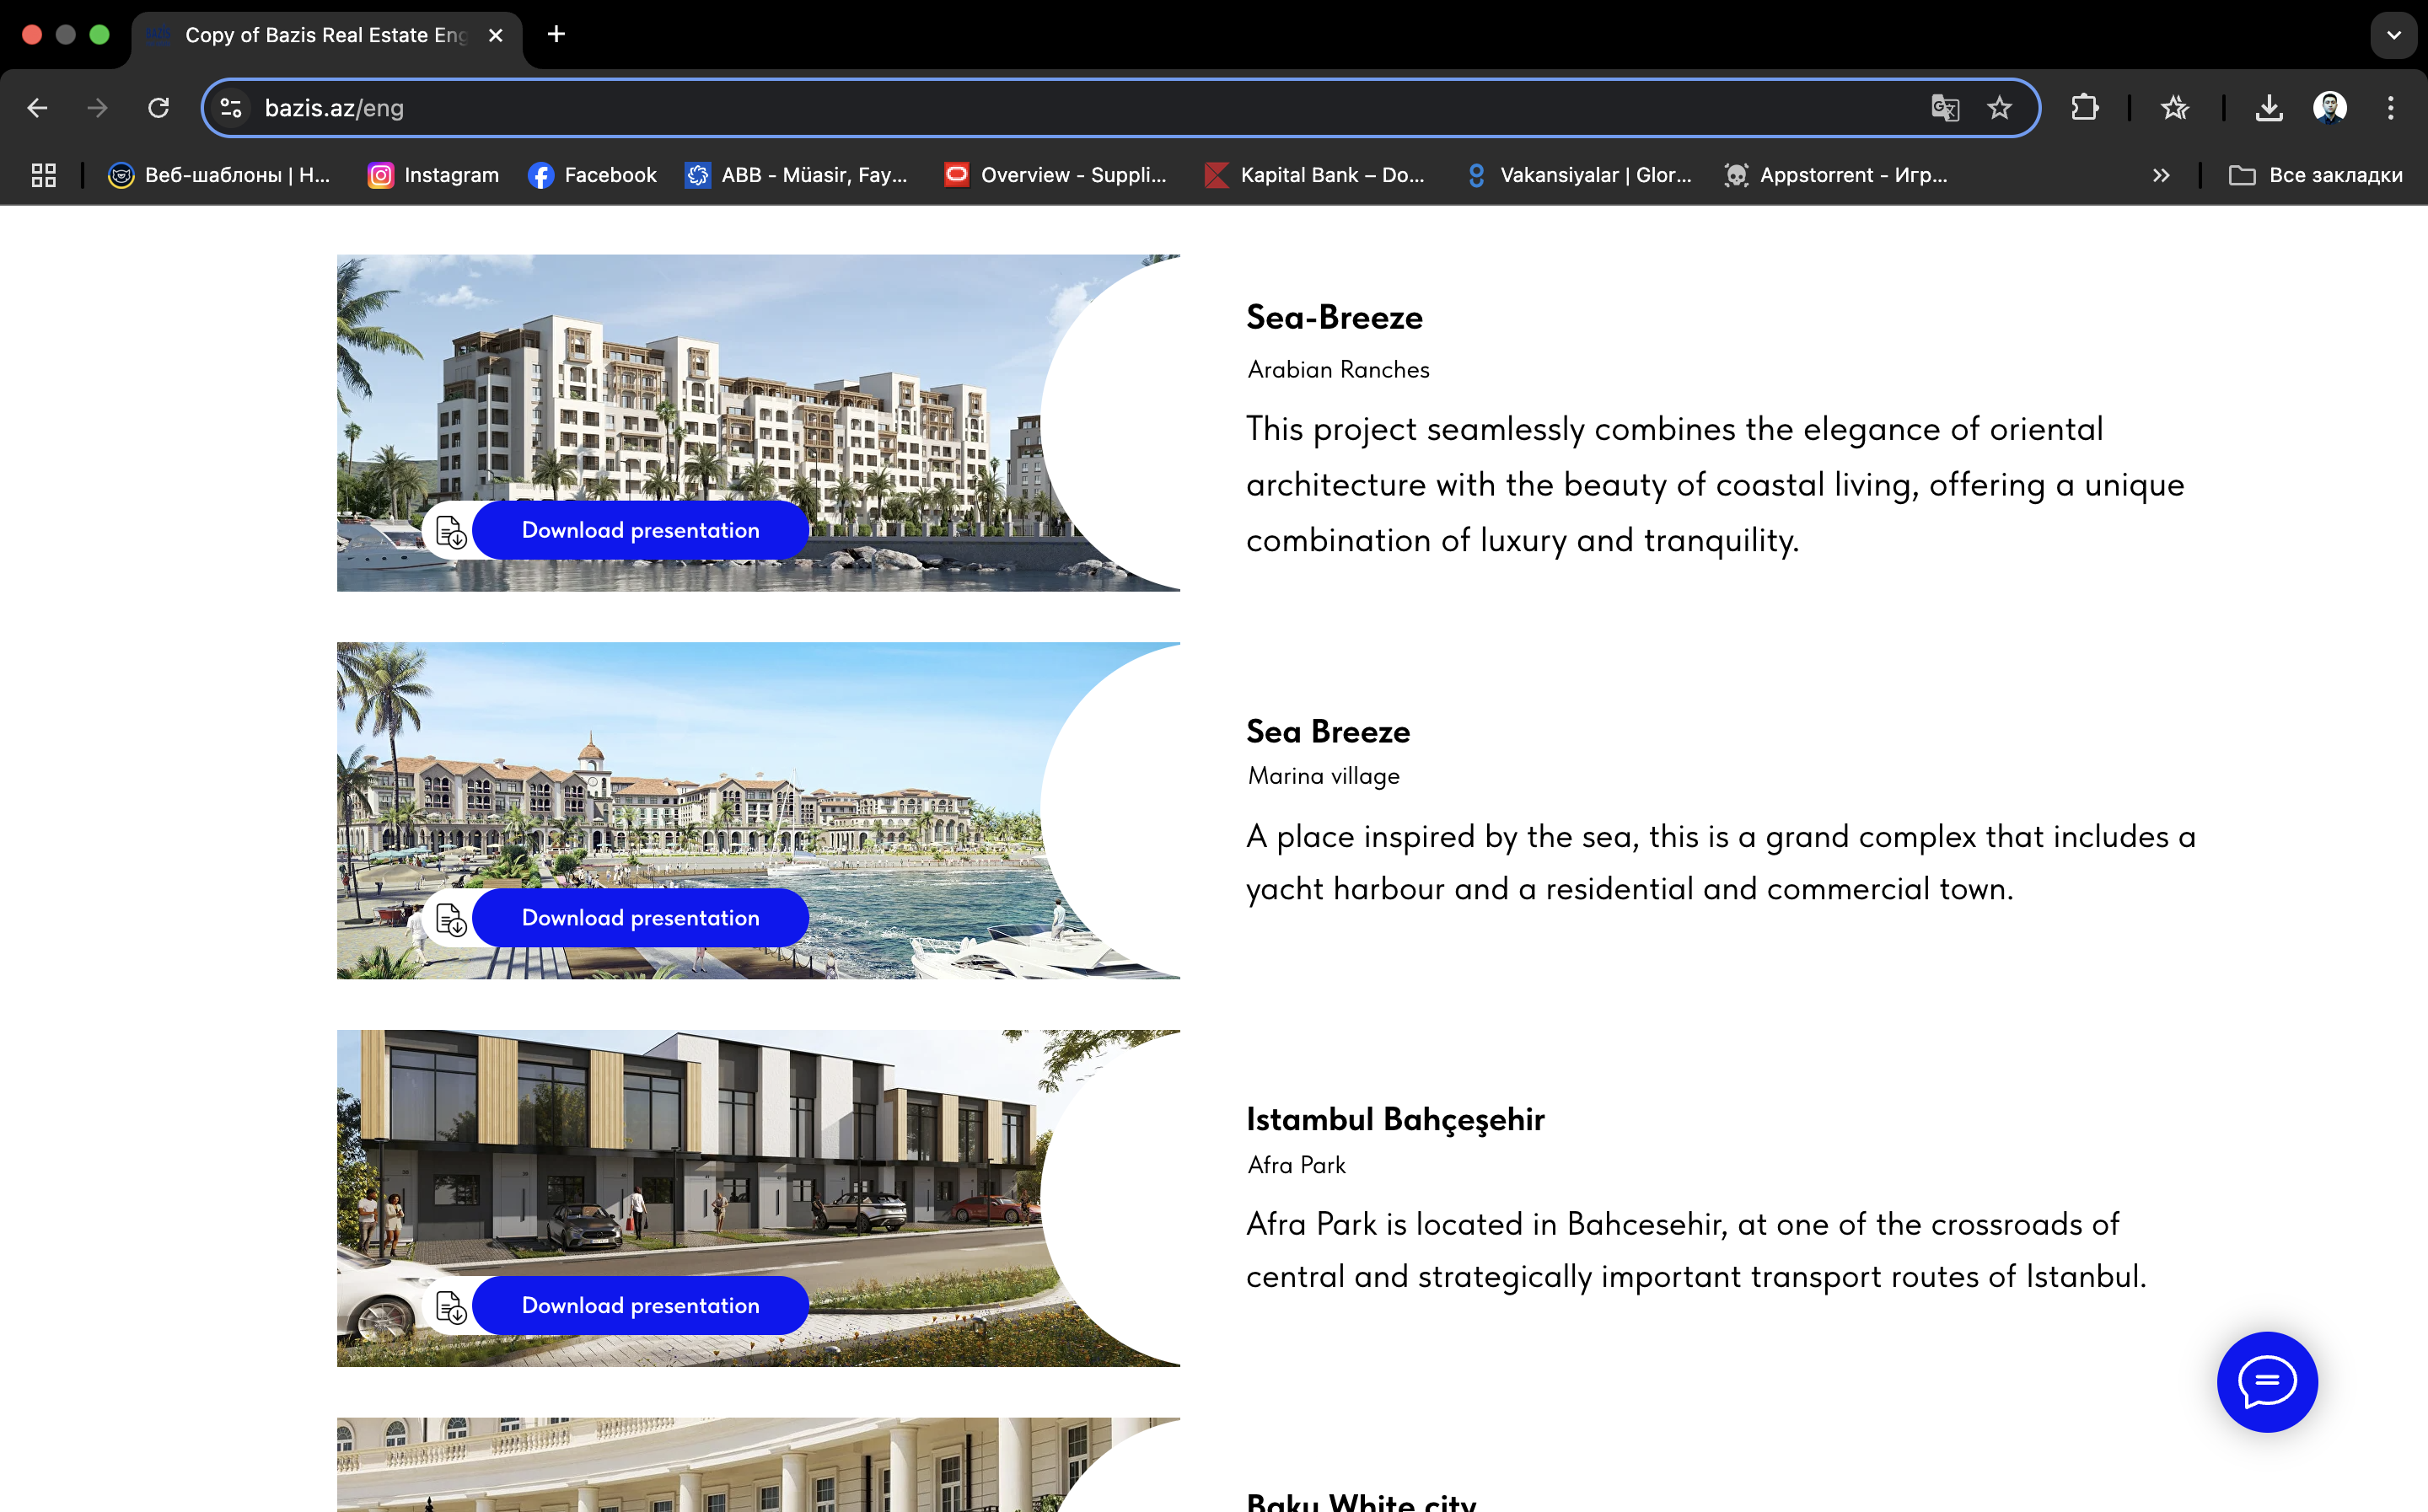 Copy of Bazis Real Estate Eng
bazis.az/eng
Веб-шаблоны | Н...
Instagram
Facebook
ABB - Müasir, Fay...
Overview - Suppli...
Kapital Bank – Do...
Vakansiyalar | Glor...
Appstorrent - Игр...
Все закладки
Sea-Breeze
Arabian Ranches
This project seamlessly combines the elegance of oriental
architecture with the beauty of coastal living, offering a unique
combination of luxury and tranquility.
Download presentation
Sea Breeze
Marina village
A place inspired by the sea, this is a grand complex that includes a
yacht harbour and a residential and commercial town.
Download presentation
Istambul Bahçeşehir
Afra Park
Afra Park is located in Bahcesehir, at one of the crossroads of
central and strategically important transport routes of Istanbul.
Download presentation
Baku White city